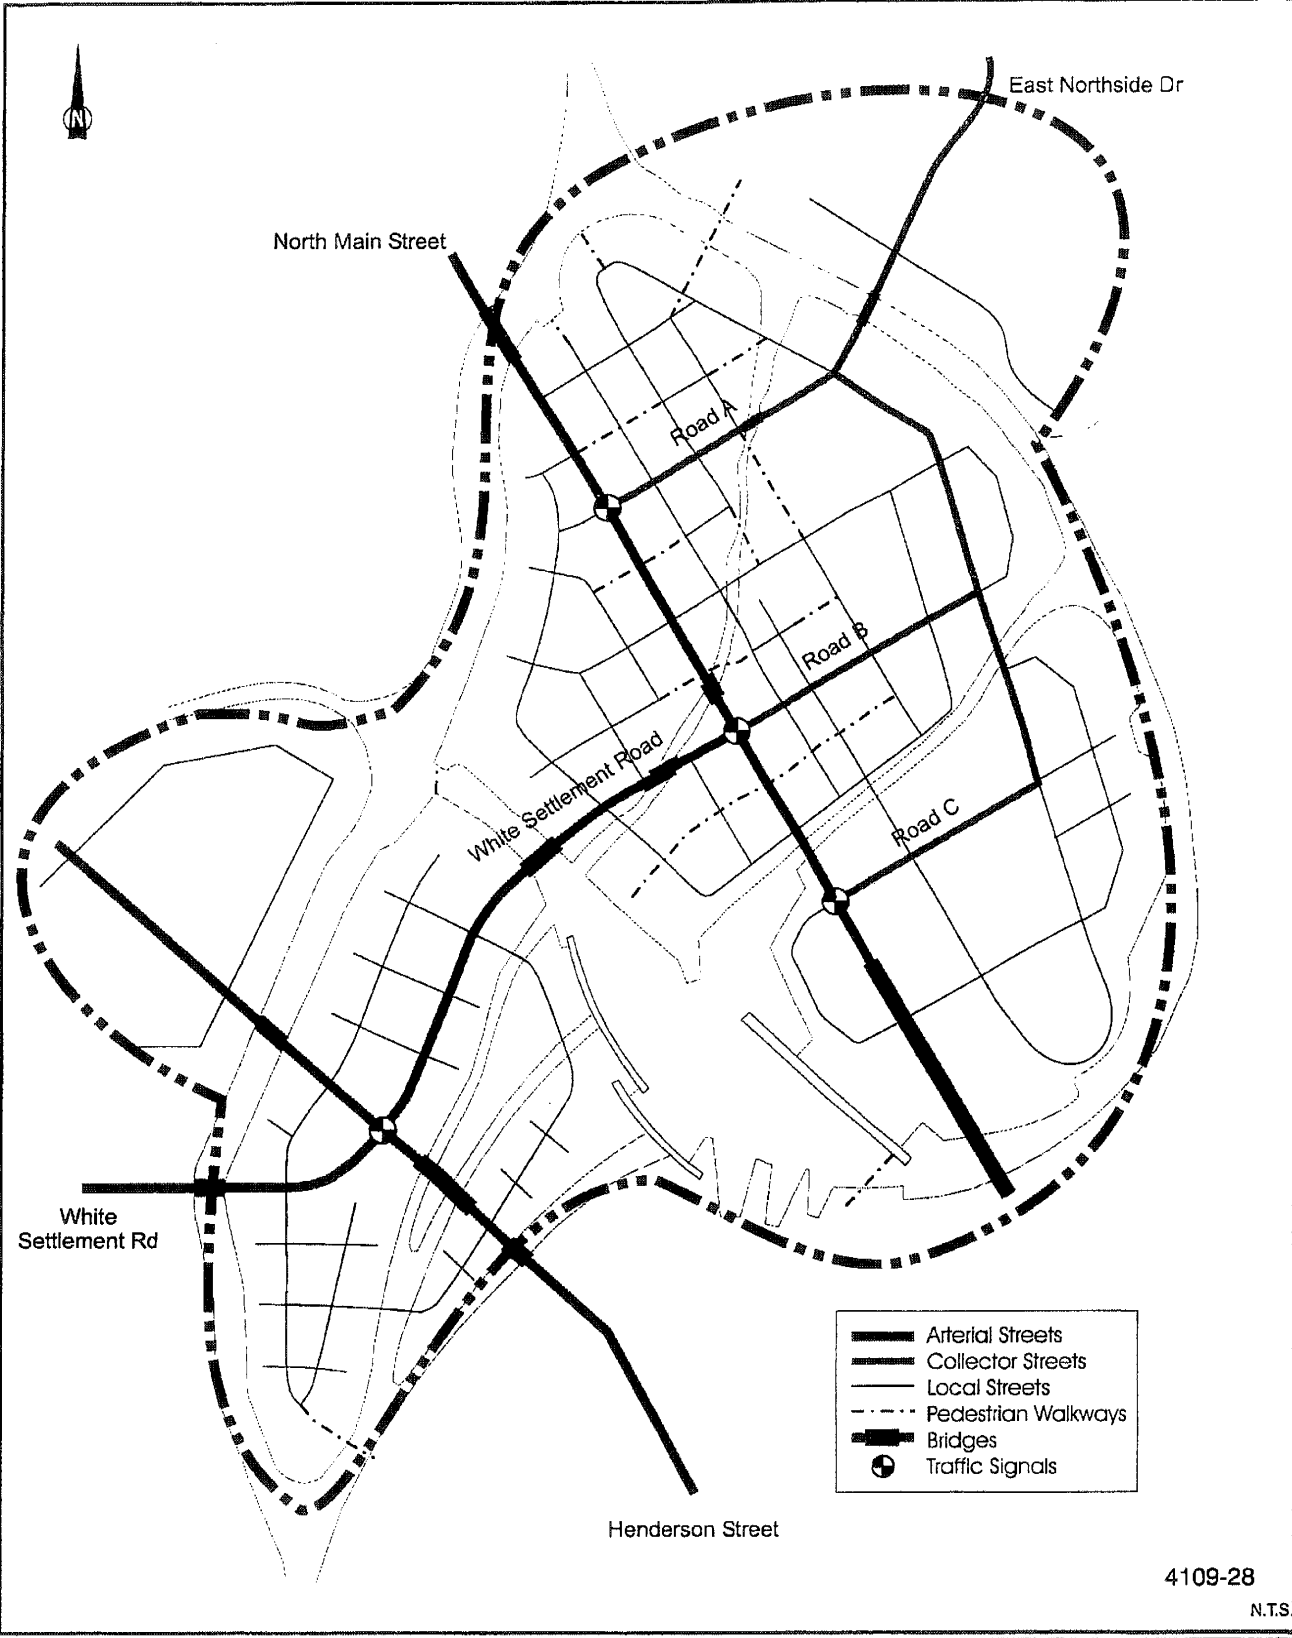 N
East Northside Dr
North Main Street
Road A
Road B
White Settlement Road
Road C
White
Settlement Rd
Arterial Streets
Collector Streets
Local Streets
Pedestrian Walkways
Bridges
Traffic Signals
Henderson Street
4109-28
N.T.S.